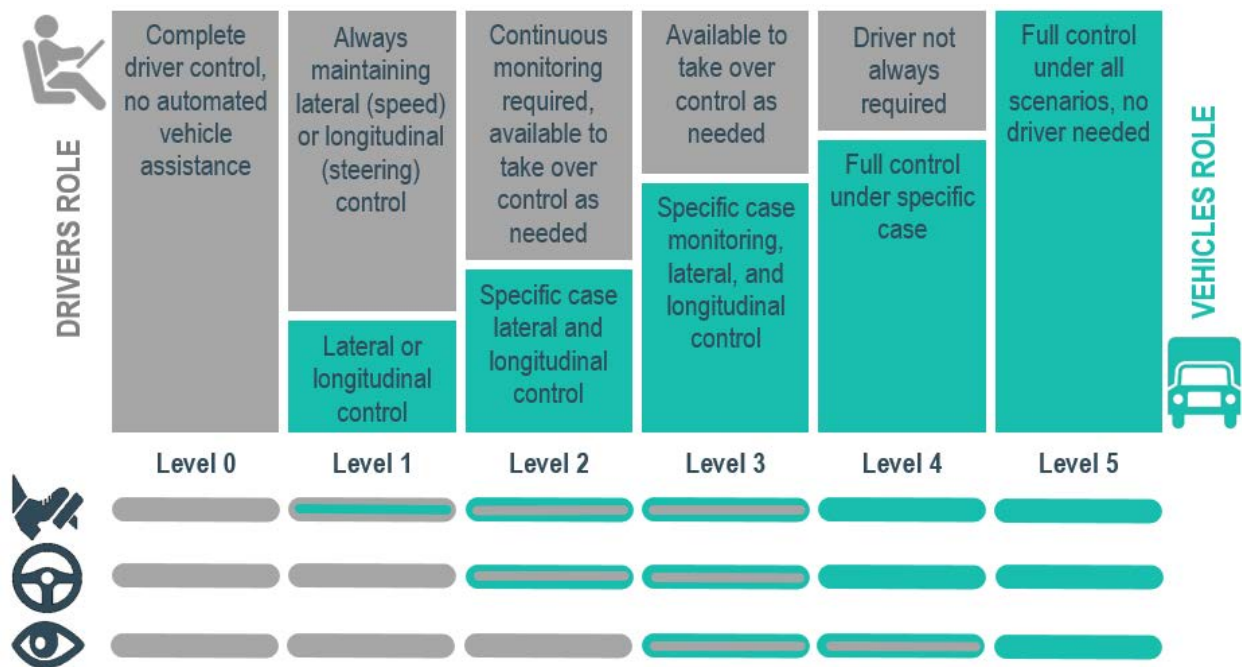 DRIVERS ROLE
Complete
driver control,
no automated
vehicle
assistance
Always
maintaining
lateral (speed)
or longitudinal
(steering)
control
Lateral or
longitudinal
control
Continuous
monitoring
required,
available to
take over
control as
needed
Specific case
lateral and
longitudinal
control
Available to
take over
control as
needed
Specific case
monitoring,
lateral, and
longitudinal
control
Driver not
always
required
Full control
under specific
case
Full control
under all
scenarios, no
driver needed
VEHICLES ROLE
Level 0
Level 1
Level 2
Level 3
Level 4
Level 5